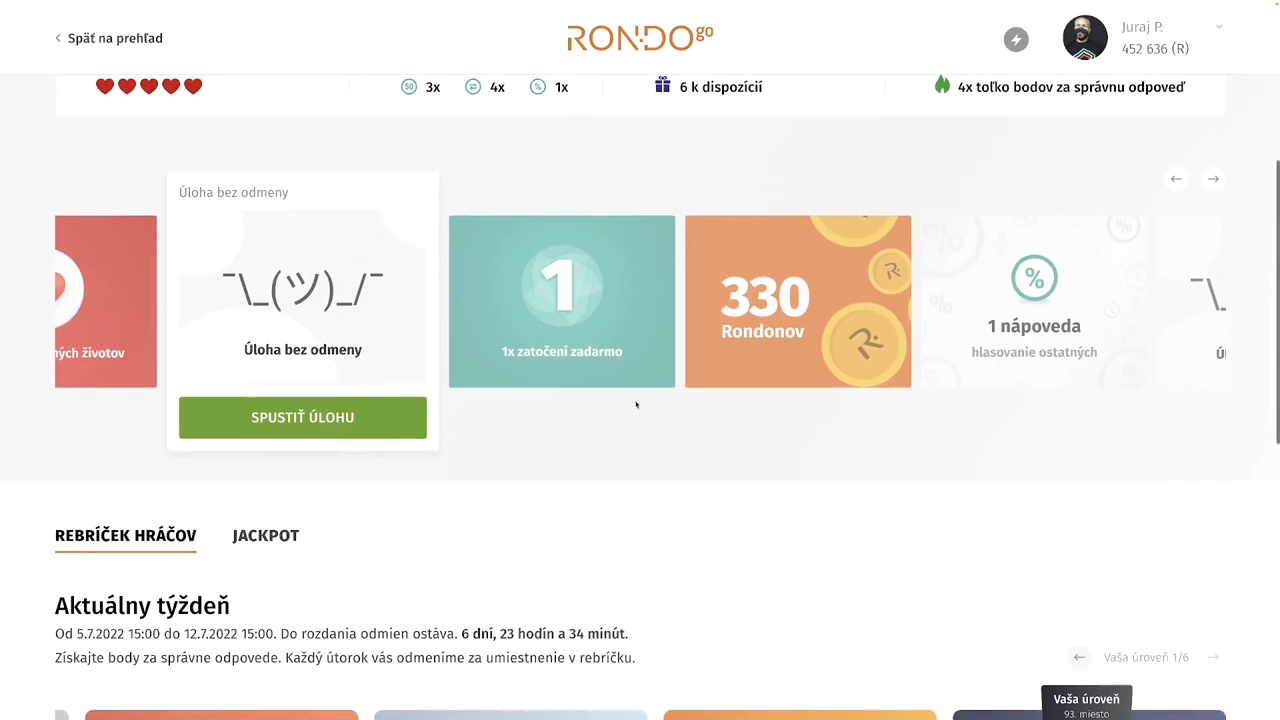 Späť na prehľad
RONDO go
Juraj P.
452 636 (R)
50 3x
4x
% 1x
6 k dispozícii
4x toľko bodov za správnu odpoveď
Úloha bez odmeny
¯\_(ツ)_/¯
Úloha bez odmeny
SPUSTIŤ ÚLOHU
ných životov
1
1x zatočení zadarmo
330
Rondonov
%
1 nápoveda
hlasovanie ostatných
¯\_
Úl
REBRÍČEK HRÁČOV
JACKPOT
Aktuálny týždeň
Od 5.7.2022 15:00 do 12.7.2022 15:00. Do rozdania odmien ostáva. 6 dní, 23 hodín a 34 minút.
Získajte body za správne odpovede. Každý útorok vás odmeníme za umiestnenie v rebríčku.
Vaša úroveň 1/6
Vaša úroveň
93. miesto